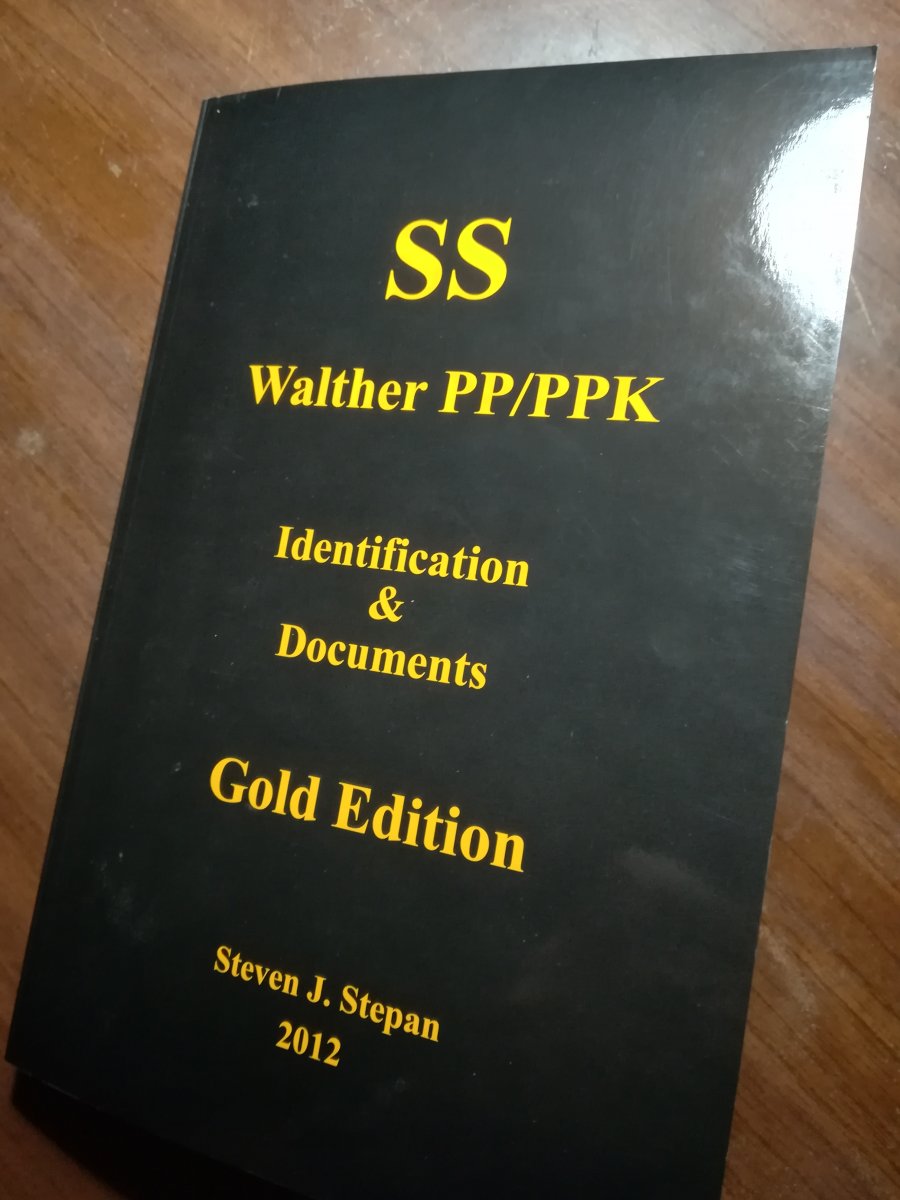 SS
Walther PP/PPK
Identification
&
Documents
Gold Edition
Steven J. Stepan
2012